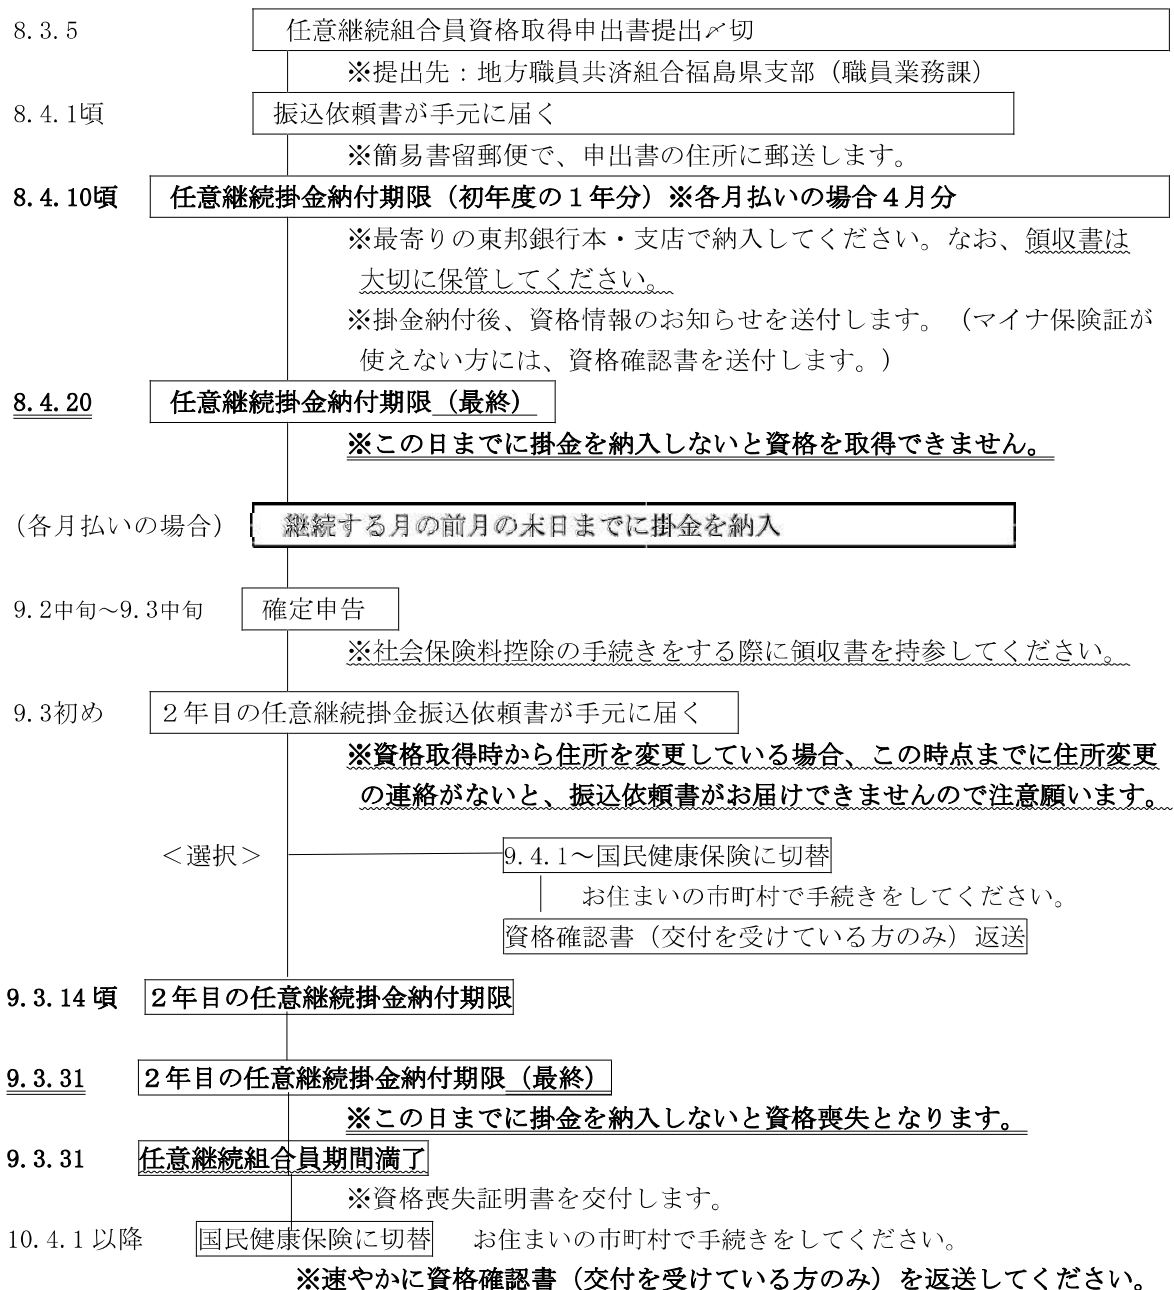 8.3.5 任意継続組合員資格取得申出書提出〆切
※提出先：地方職員共済組合福島県支部（職員業務課）
8.4.1頃 振込依頼書が手元に届く
※簡易書留郵便で、申出書の住所に郵送します。
8.4.10頃 任意継続掛金納付期限（初年度の１年分）※各月払いの場合４月分
※最寄りの東邦銀行本・支店で納入してください。なお、領収書は
大切に保管してください。
※掛金納付後、資格情報のお知らせを送付します。（マイナ保険証が
使えない方には、資格確認書を送付します。）
8.4.20 任意継続掛金納付期限（最終）
※この日までに掛金を納入しないと資格を取得できません。
（各月払いの場合） 継続する月の前月の末日までに掛金を納入
9.2中旬～9.3中旬 確定申告
※社会保険料控除の手続きをする際に領収書を持参してください。
9.3初め ２年目の任意継続掛金振込依頼書が手元に届く
※資格取得時から住所を変更している場合、この時点までに住所変更
の連絡がないと、振込依頼書がお届けできませんので注意願います。
＜選択＞ 9.4.1～国民健康保険に切替
お住まいの市町村で手続きをしてください。
資格確認書（交付を受けている方のみ）返送
9.3.14頃 ２年目の任意継続掛金納付期限
9.3.31 ２年目の任意継続掛金納付期限（最終）
※この日までに掛金を納入しないと資格喪失となります。
9.3.31 任意継続組合員期間満了
※資格喪失証明書を交付します。
10.4.1以降 国民健康保険に切替 お住まいの市町村で手続きをしてください。
※速やかに資格確認書（交付を受けている方のみ）を返送してください。